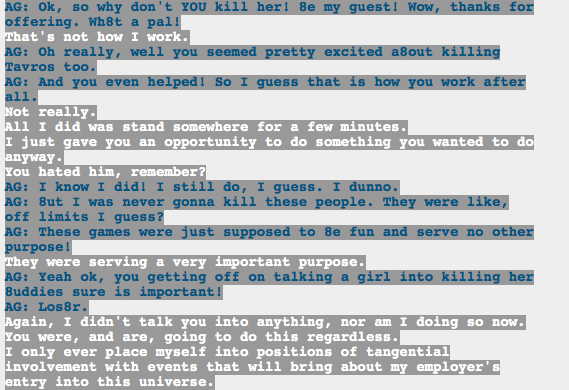 AG: Ok, so why don't YOU kill her! 8e my guest! Wow, thanks for
offering. Wh8t a pal!
That's not how I work.
AG: Oh really, well you seemed pretty excited a8out killing
Tavros too.
AG: And you even helped! So I guess that is how you work after
all.
Not really.
All I did was stand somewhere for a few minutes.
I just gave you an opportunity to do something you wanted to do
anyway.
You hated him, remember?
AG: I know I did! I still do, I guess. I dunno.
AG: 8ut I was never gonna kill these people. They were like,
off limits I guess?
AG: These games were just supposed to 8e fun and serve no other
purpose!
They were serving a very important purpose.
AG: Yeah ok, you getting off on talking a girl into killing her
8uddies sure is important!
AG: Los8r.
Again, I didn't talk you into anything, nor am I doing so now.
You were, and are, going to do this regardless.
I only ever place myself into positions of tangential
involvement with events that will bring about my employer's
entry into this universe.